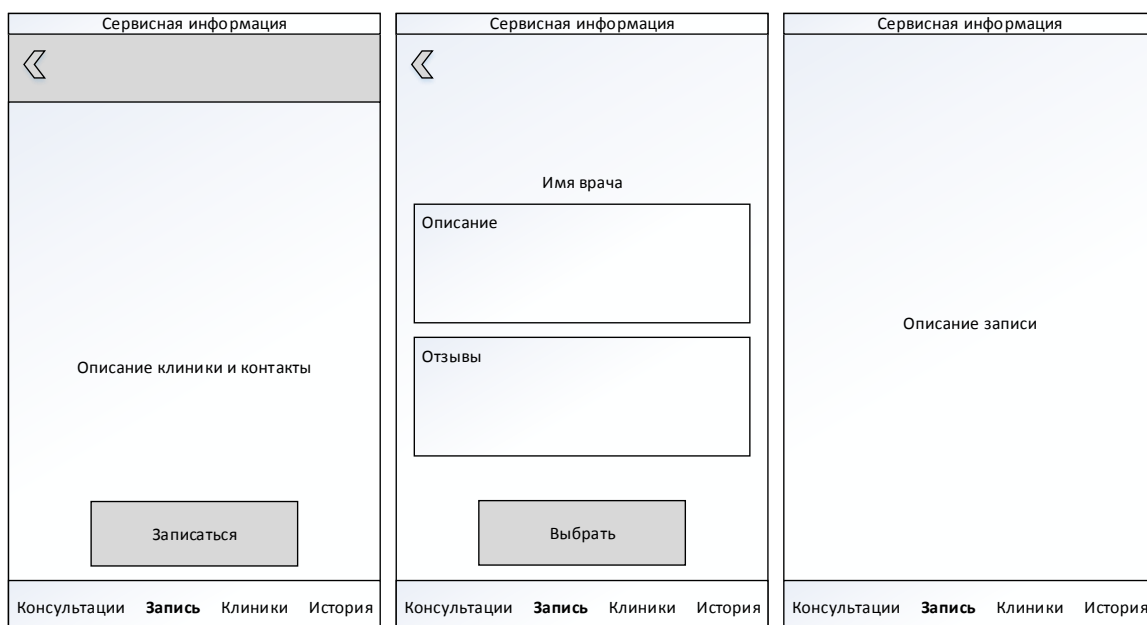 Сервисная информация
Описание клиники и контакты
Записаться
Консультации Запись Клиники История
Сервисная информация
Имя врача
Описание
Отзывы
Выбрать
Консультации Запись Клиники История
Сервисная информация
Описание записи
Консультации Запись Клиники История